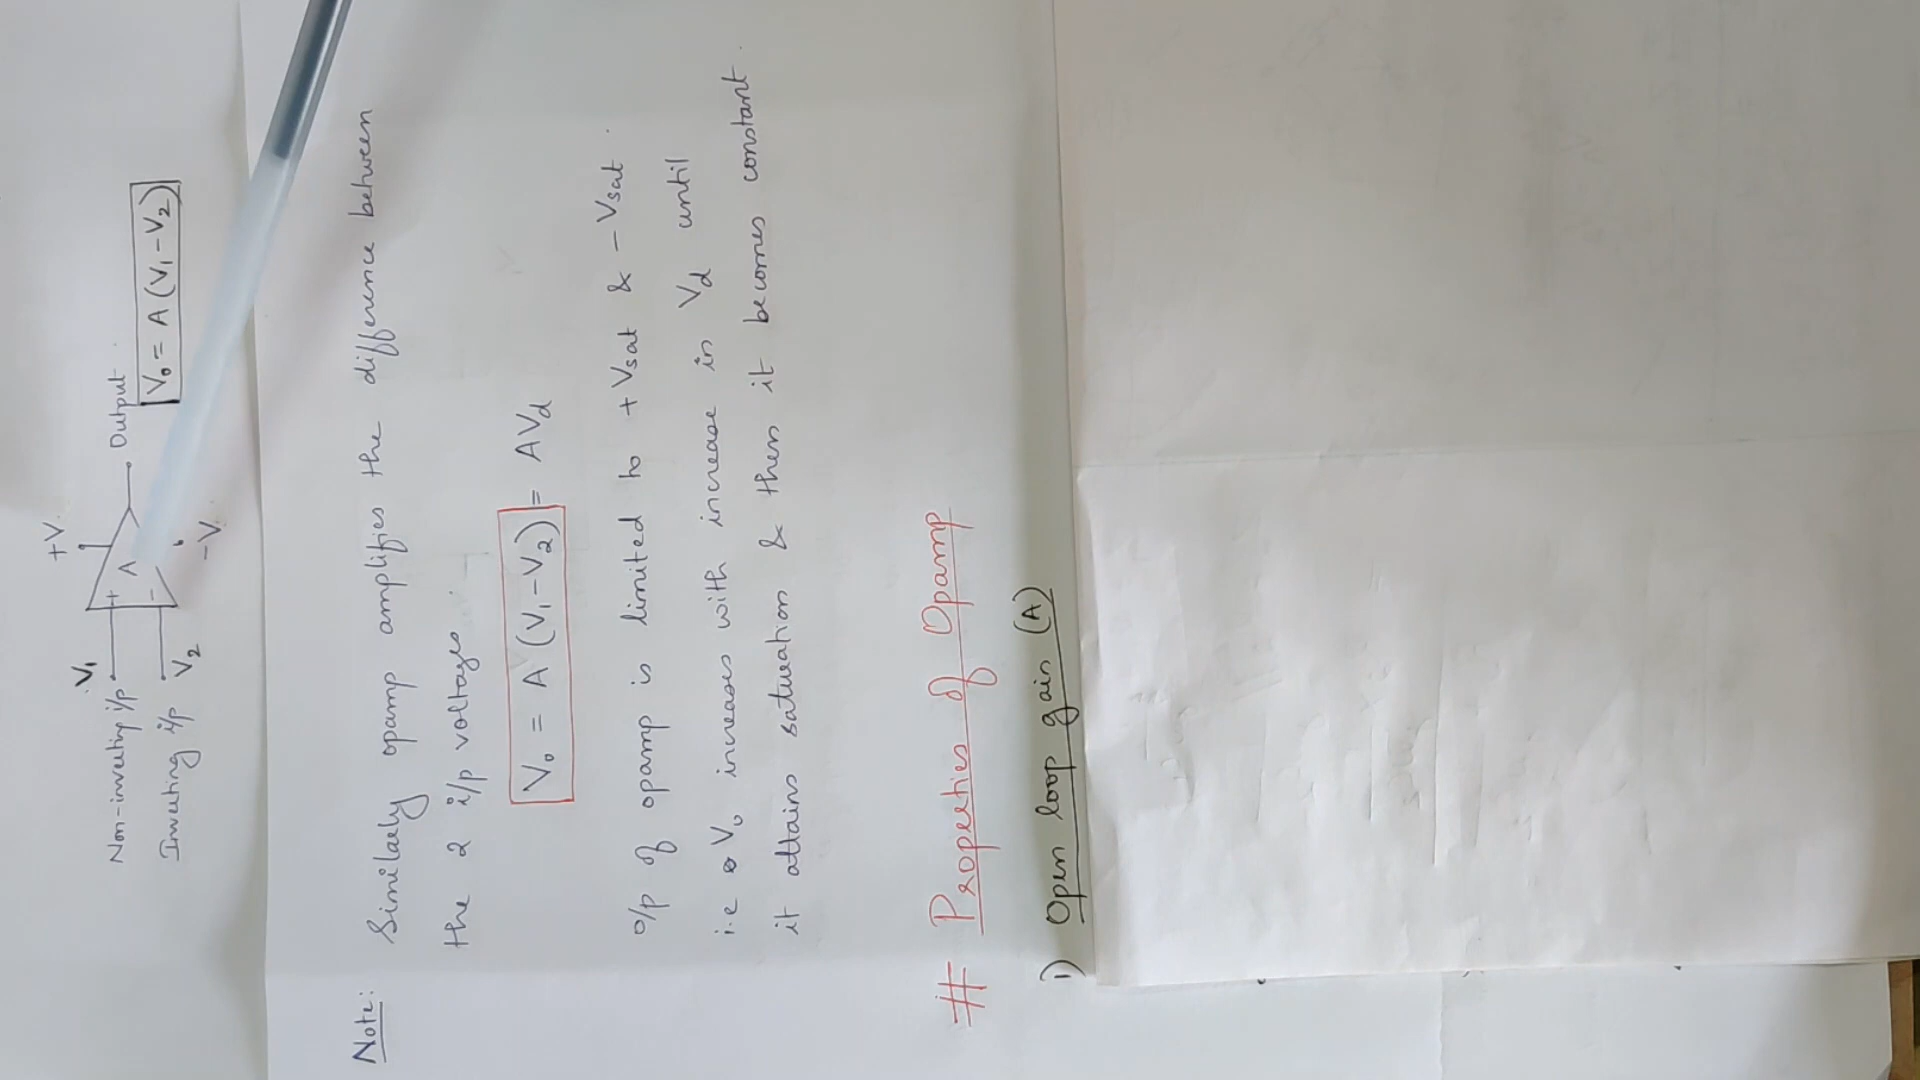 +V
V₁
Non-inverting i/p
+
A
Output
-
Inverting i/p
V₂
-V
V₀ = A (V₁ - V₂)
Note: Similarly opamp amplifies the difference between
the 2 i/p voltages
V₀ = A (V₁ - V₂) = AVd
o/p of opamp is limited to + Vsat & - Vsat.
i.e V₀ increases with increase in Vd until
it attains saturation & then it becomes constant.
# Properties of Opamp
1) Open loop gain (A)